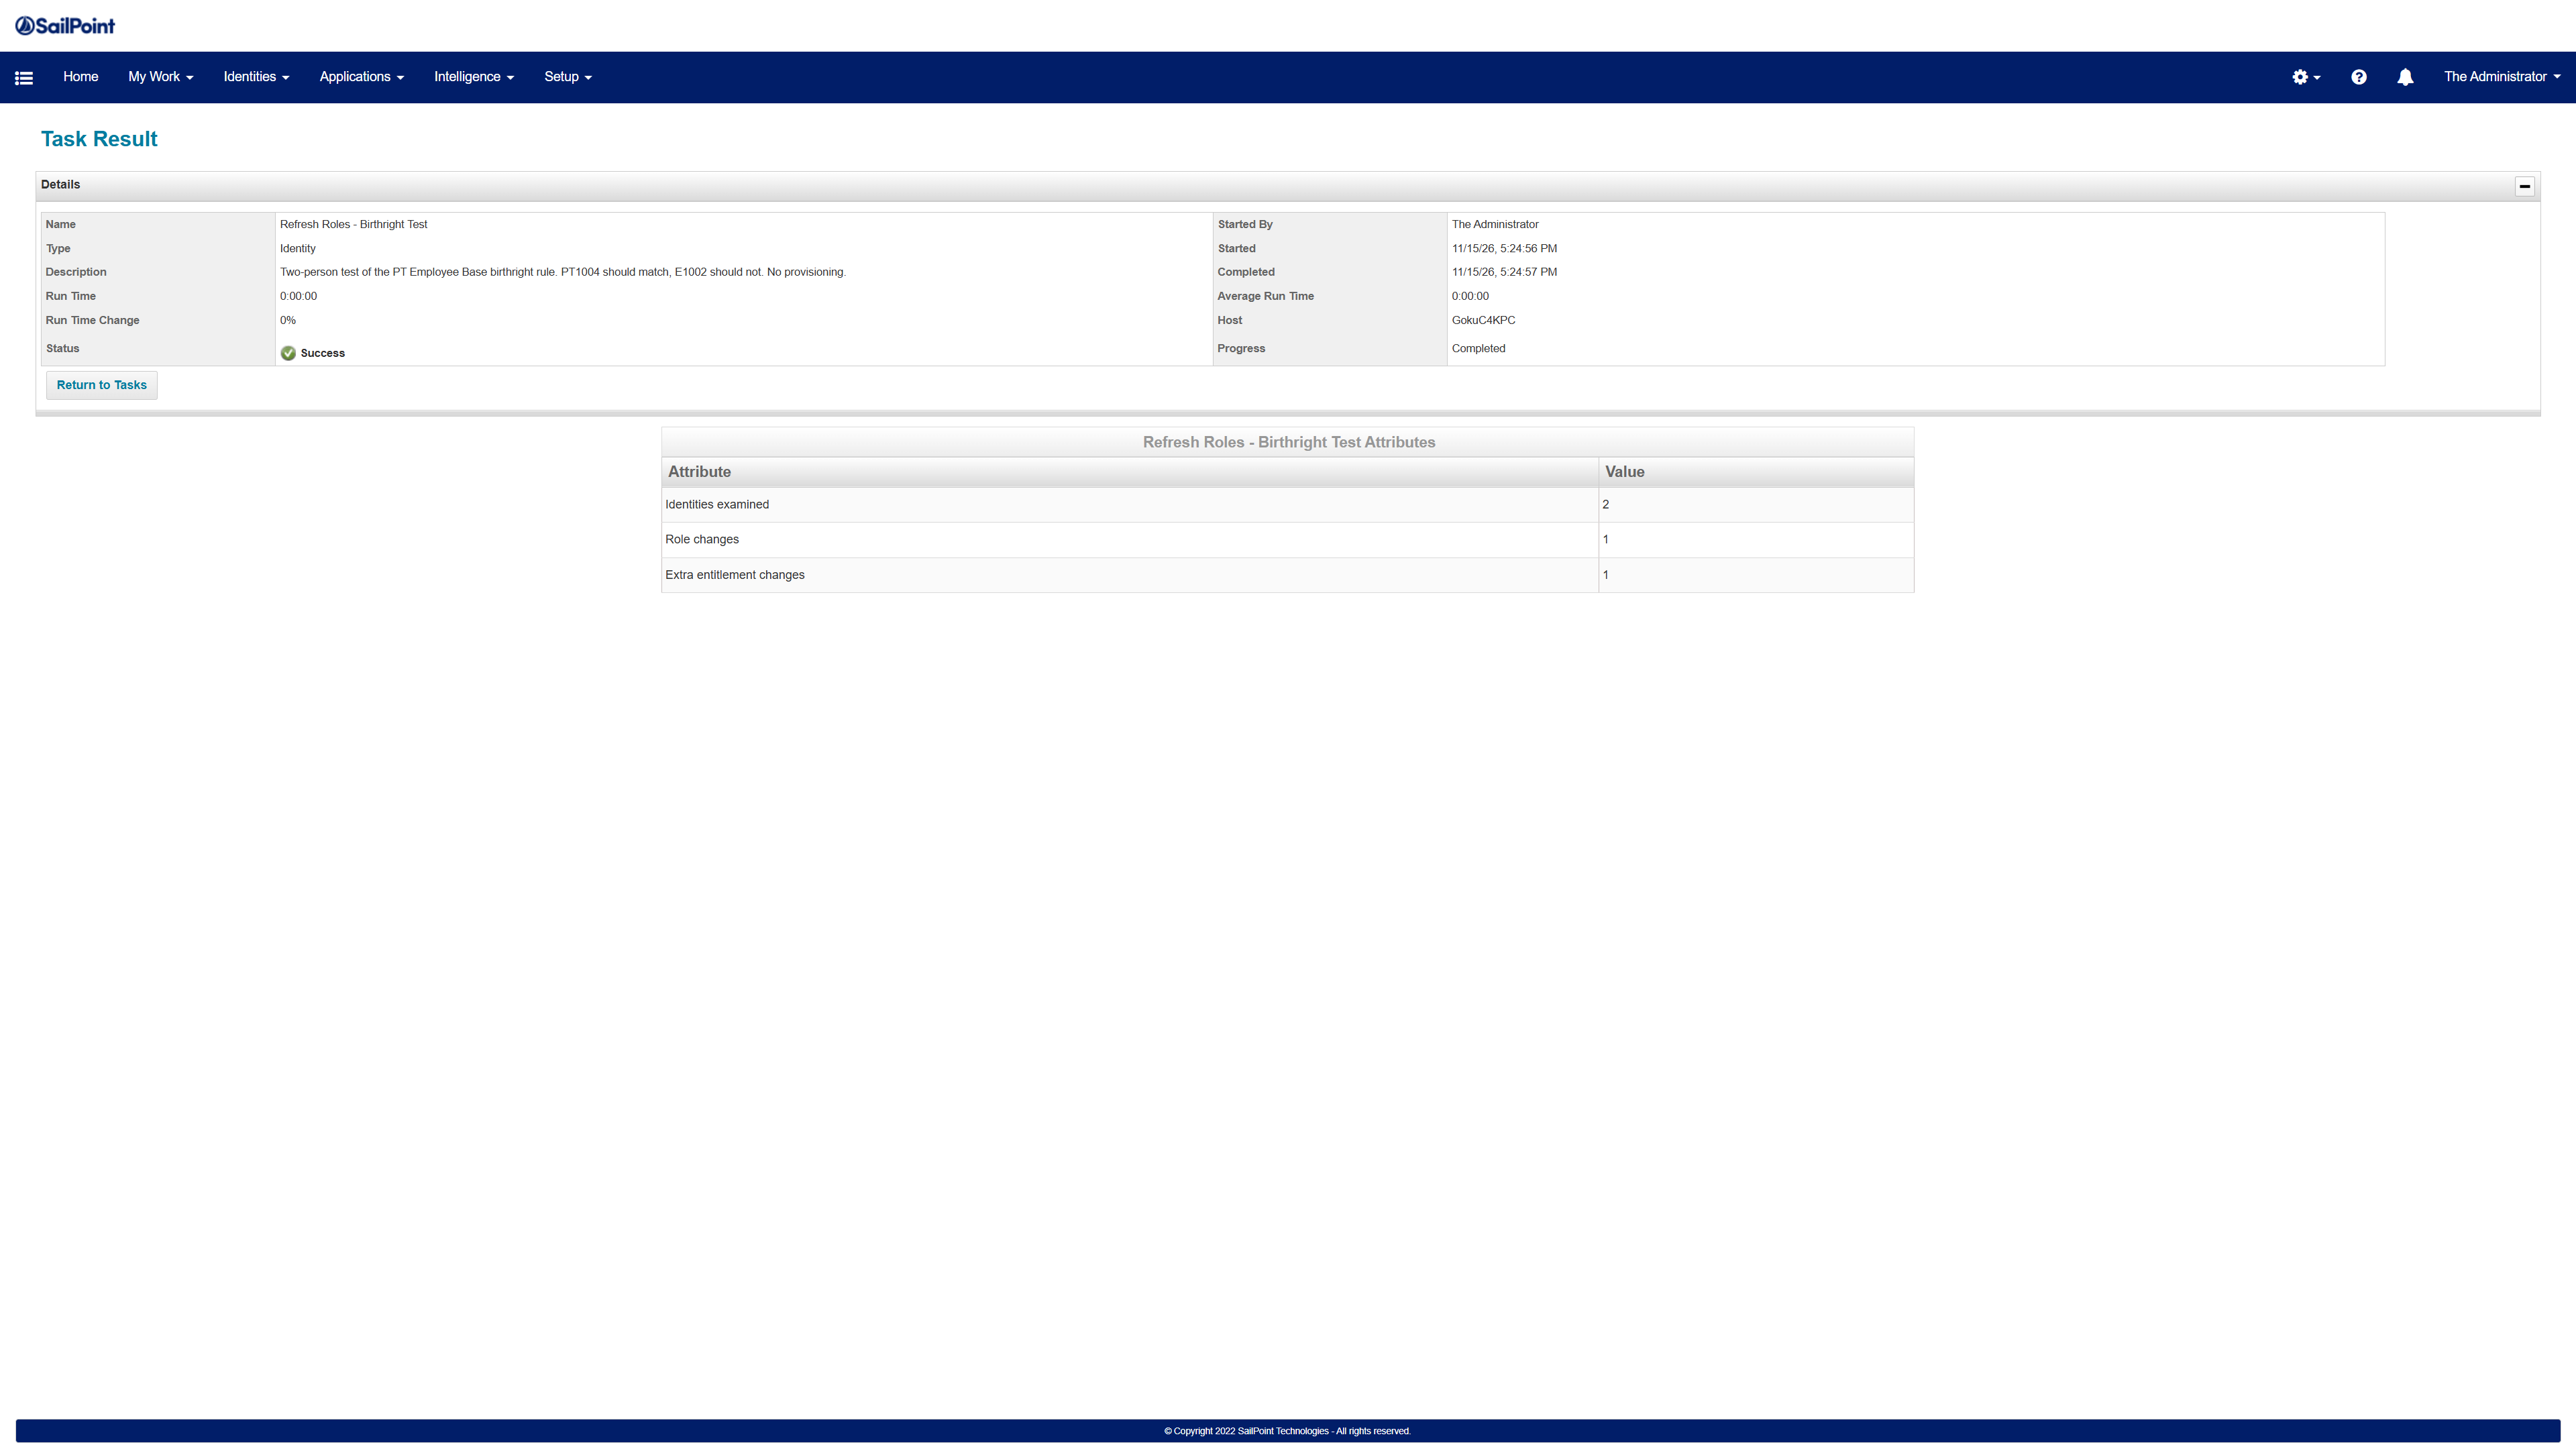 SailPoint
Home My Work Identities Applications Intelligence Setup The Administrator
Task Result
Details
Name Refresh Roles - Birthright Test Started By The Administrator
Type Identity Started 11/15/26, 5:24:56 PM
Description Two-person test of the PT Employee Base birthright rule. PT1004 should match, E1002 should not. No provisioning. Completed 11/15/26, 5:24:57 PM
Run Time 0:00:00 Average Run Time 0:00:00
Run Time Change 0% Host GokuC4KPC
Status Success Progress Completed
Return to Tasks
Refresh Roles - Birthright Test Attributes
Attribute Value
Identities examined 2
Role changes 1
Extra entitlement changes 1
© Copyright 2022 SailPoint Technologies - All rights reserved.